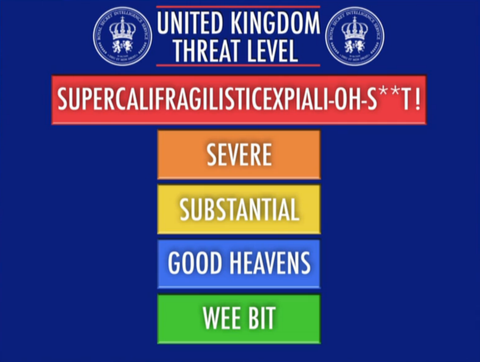 UNITED KINGDOM
THREAT LEVEL
SUPERCALIFRAGILISTICEXPIALI-OH-S**T!
SEVERE
SUBSTANTIAL
GOOD HEAVENS
WEE BIT